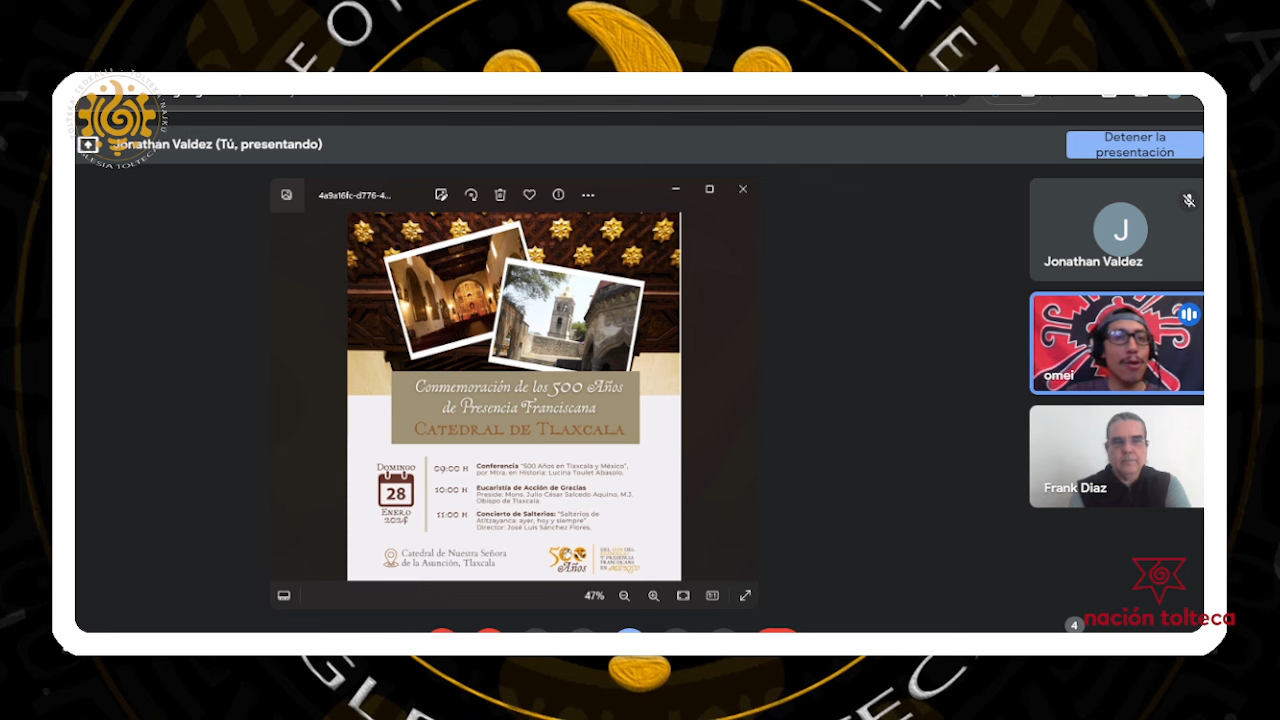 Jonathan Valdez (Tú, presentando)
Detener la
presentación
4a9a16fc-d776-4...
J
Jonathan Valdez
omei
Frank Diaz
Conmemoración de los 500 Años
de Presencia Franciscana
CATEDRAL DE TLAXCALA
DOMINGO
28
ENERO
2024
09:00 H
Conferencia "500 Años en Tlaxcala y México",
por Mtra. en Historia: Lucina Toulet Abasolo.
10:00 H
Eucaristía de Acción de Gracias
Preside: Mons. Julio César Salcedo Aquino, M.J.
Obispo de Tlaxcala.
11:00 H
Concierto de Salterios: "Salterios de
Atltzayanca: ayer, hoy y siempre"
Director: José Luis Sánchez Flores.
Catedral de Nuestra Señora
de la Asunción, Tlaxcala
500
Años
47%
4
nación tolteca